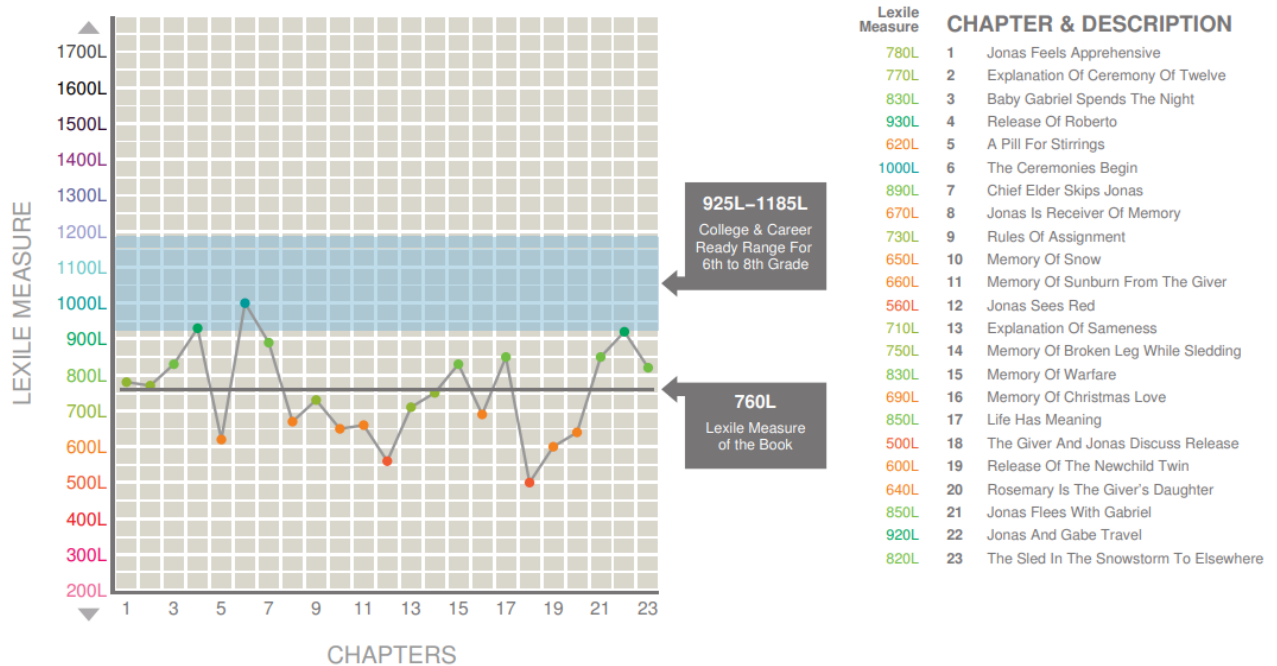 LEXILE MEASURE
1700L
1600L
1500L
1400L
1300L
1200L
1100L
1000L
900L
800L
700L
600L
500L
400L
300L
200L
1 3 5 7 9 11 13 15 17 19 21 23
CHAPTERS
925L–1185L
College & Career
Ready Range For
6th to 8th Grade
760L
Lexile Measure
of the Book
Lexile
Measure CHAPTER & DESCRIPTION
780L 1 Jonas Feels Apprehensive
770L 2 Explanation Of Ceremony Of Twelve
830L 3 Baby Gabriel Spends The Night
930L 4 Release Of Roberto
620L 5 A Pill For Stirrings
1000L 6 The Ceremonies Begin
890L 7 Chief Elder Skips Jonas
670L 8 Jonas Is Receiver Of Memory
730L 9 Rules Of Assignment
650L 10 Memory Of Snow
660L 11 Memory Of Sunburn From The Giver
560L 12 Jonas Sees Red
710L 13 Explanation Of Sameness
750L 14 Memory Of Broken Leg While Sledding
830L 15 Memory Of Warfare
690L 16 Memory Of Christmas Love
850L 17 Life Has Meaning
500L 18 The Giver And Jonas Discuss Release
600L 19 Release Of The Newchild Twin
640L 20 Rosemary Is The Giver's Daughter
850L 21 Jonas Flees With Gabriel
920L 22 Jonas And Gabe Travel
820L 23 The Sled In The Snowstorm To Elsewhere